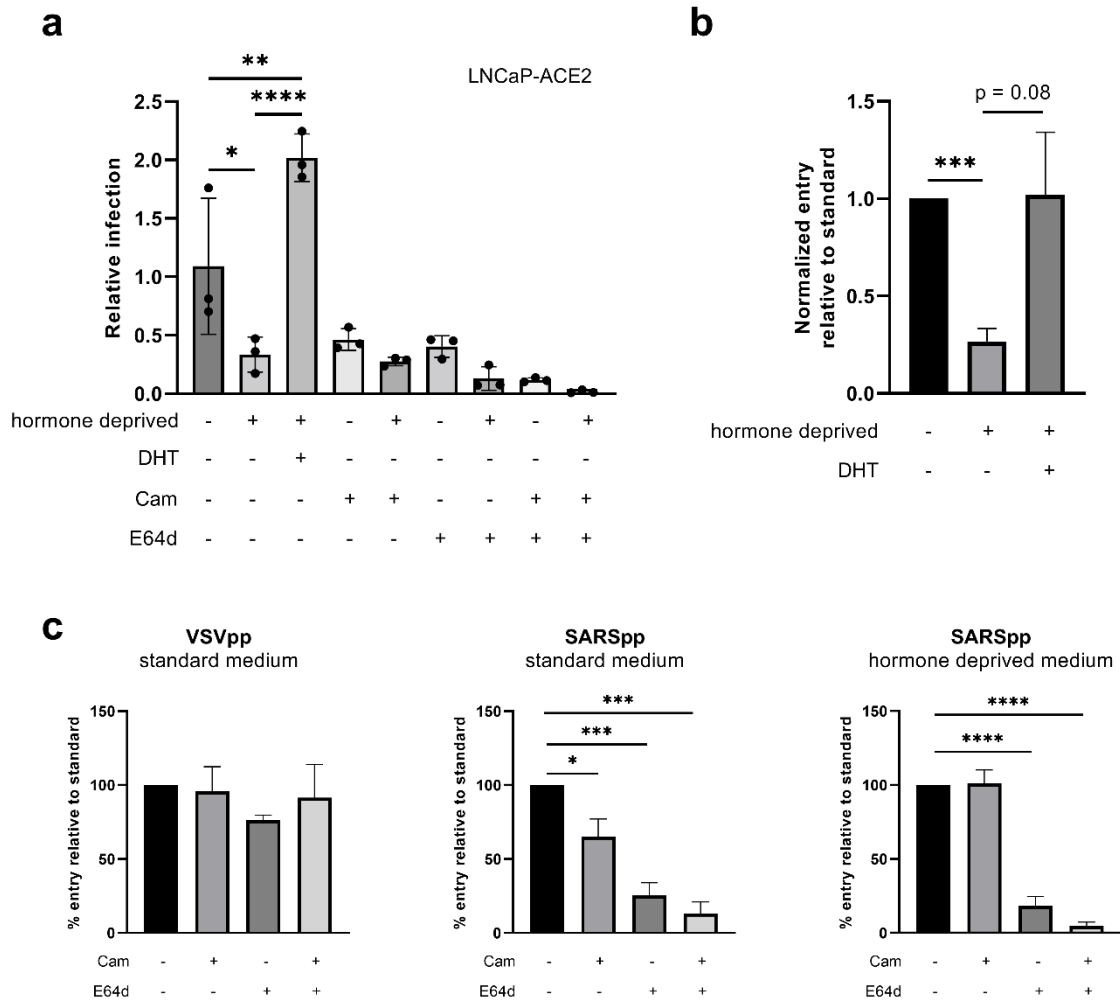 a
LNCaP-ACE2
**
****
*
Relative infection
2.5
2.0
1.5
1.0
0.5
0.0
hormone deprived - + + - + - + - +
DHT - - + - - - - - -
Cam - - - + + - - + +
E64d - - - - - + + + +
b
p = 0.08
***
Normalized entry
relative to standard
1.5
1.0
0.5
0.0
hormone deprived - + +
DHT - - +
c
VSVpp
standard medium
% entry relative to standard
150
100
50
0
Cam - + - +
E64d - - + +
SARSpp
standard medium
***
***
*
% entry relative to standard
150
100
50
0
Cam - + - +
E64d - - + +
SARSpp
hormone deprived medium
****
****
% entry relative to standard
150
100
50
0
Cam - + - +
E64d - - + +